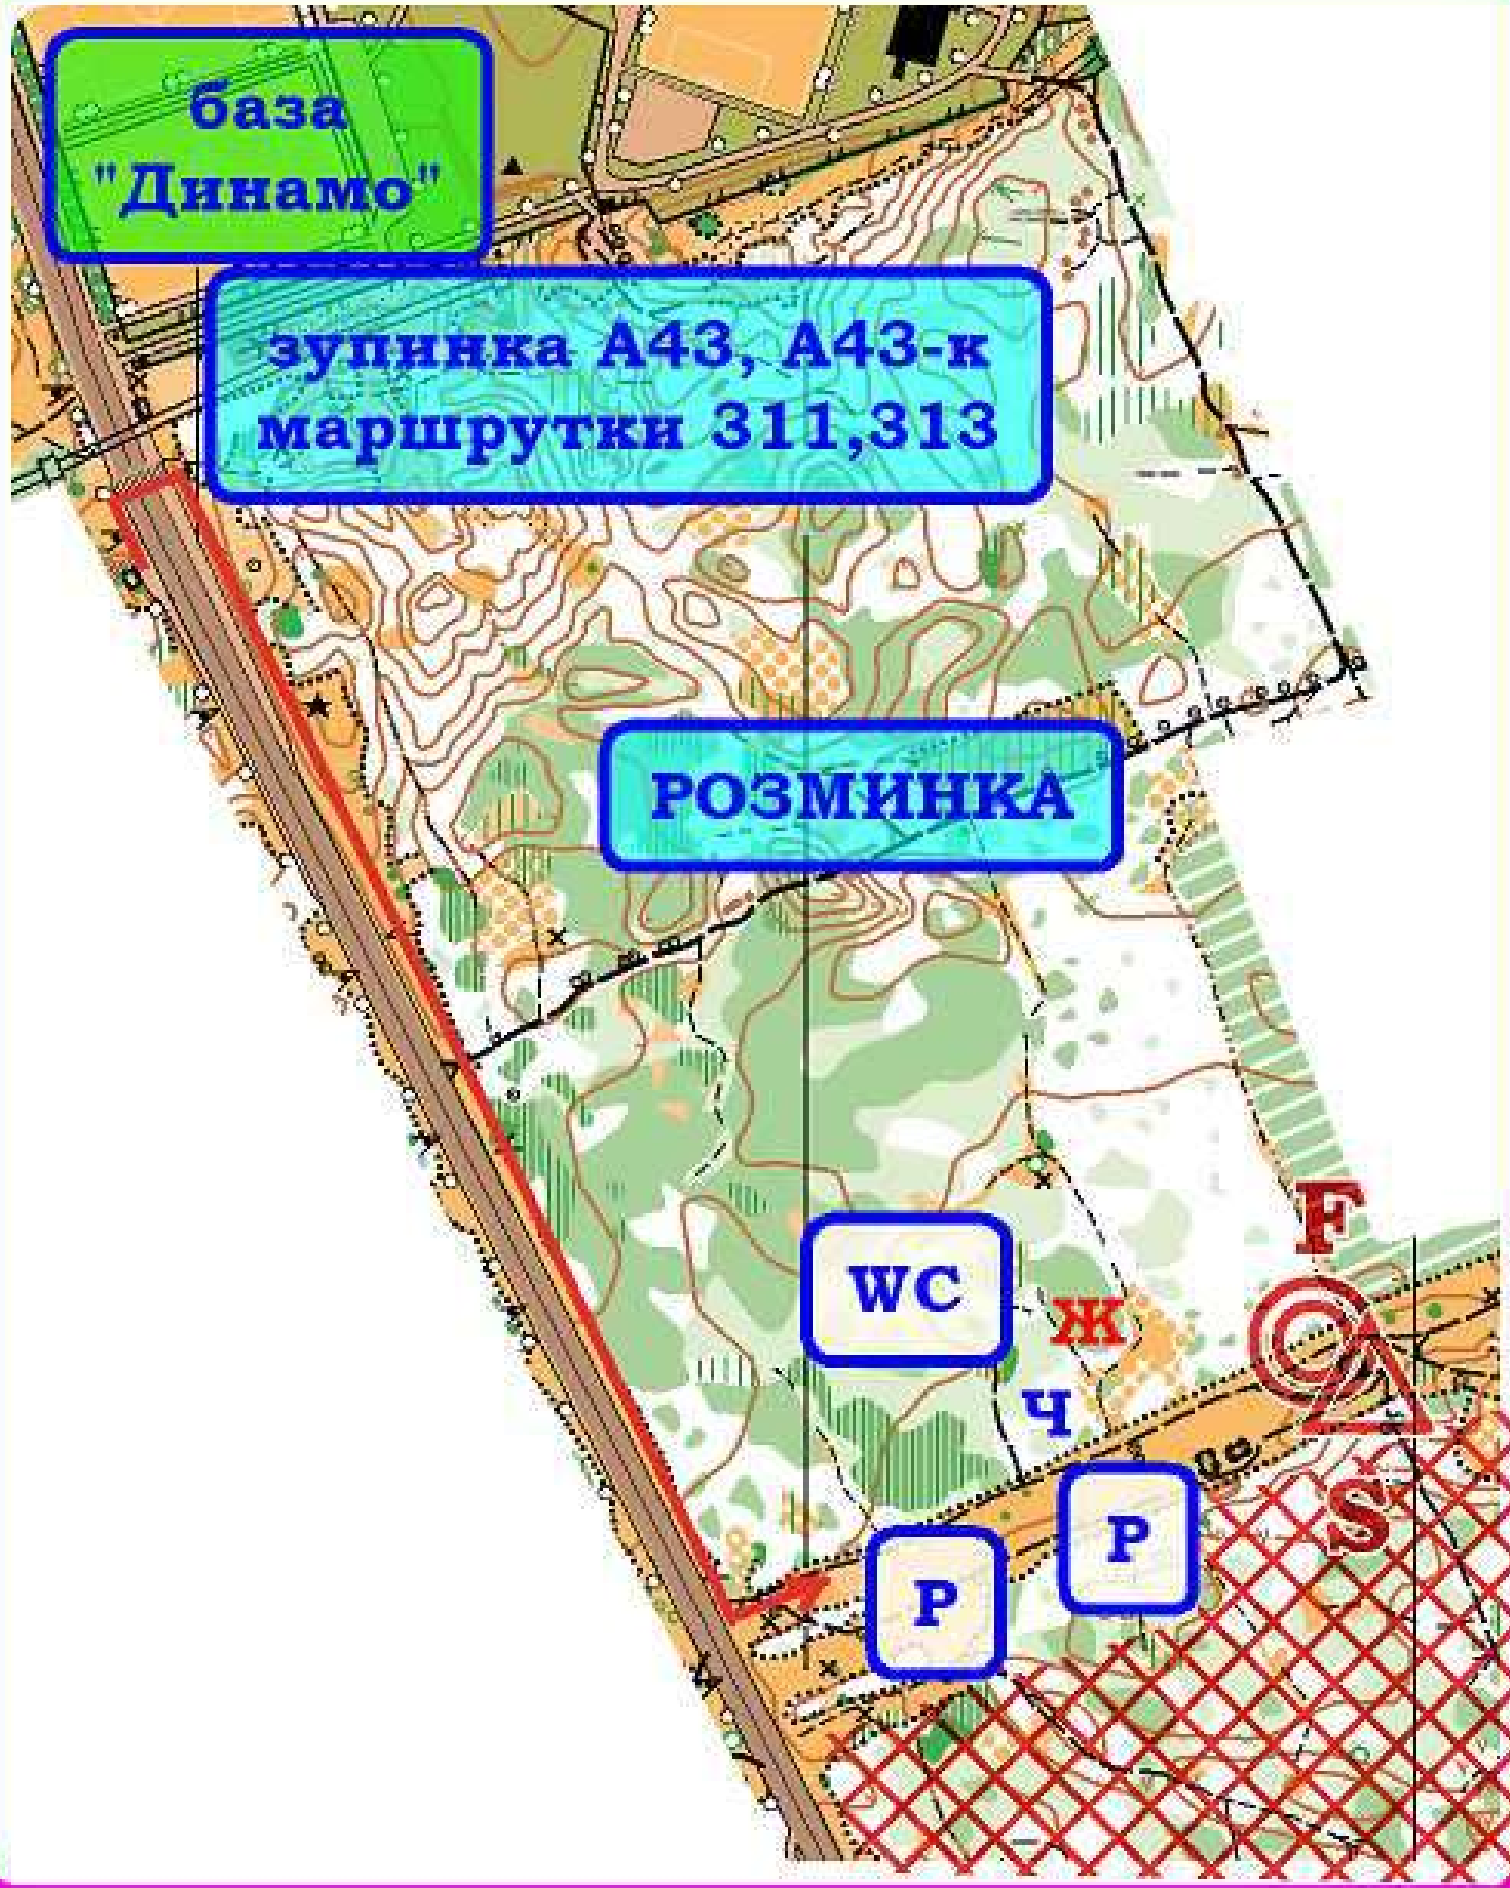 база
"Динамо"
зупинка А43, А43-к
маршрутки 311,313
РОЗМИНКА
F
WC
Ж
Ч
S
P
P